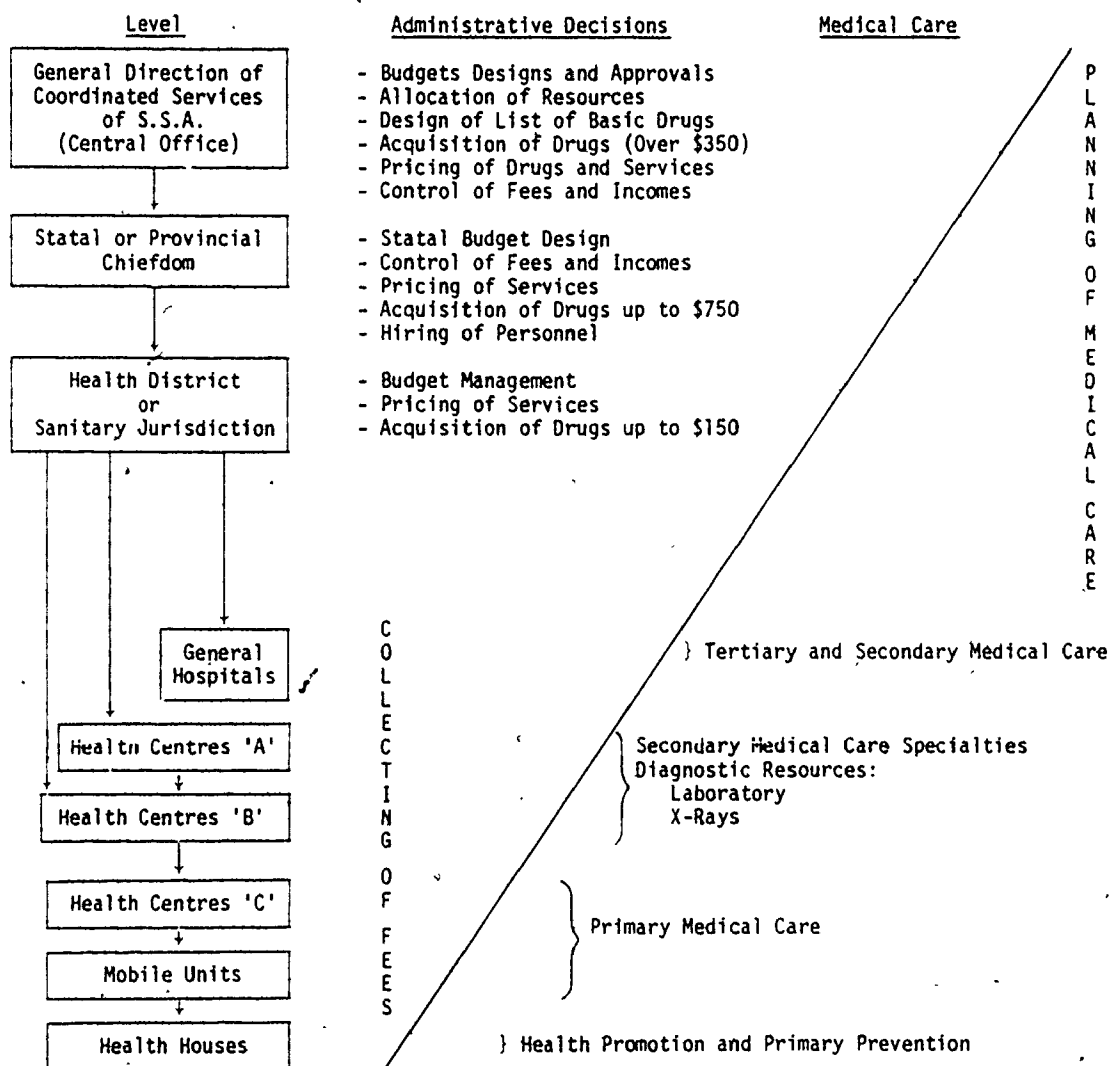 Level Administrative Decisions Medical Care
General Direction of
Coordinated Services
of S.S.A.
(Central Office)
- Budgets Designs and Approvals
- Allocation of Resources
- Design of List of Basic Drugs
- Acquisition of Drugs (Over $350)
- Pricing of Drugs and Services
- Control of Fees and Incomes
Statal or Provincial
Chiefdom
- Statal Budget Design
- Control of Fees and Incomes
- Pricing of Services
- Acquisition of Drugs up to $750
- Hiring of Personnel
Health District
or
Sanitary Jurisdiction
- Budget Management
- Pricing of Services
- Acquisition of Drugs up to $150
PLANNING OF MEDICAL CARE
General
Hospitals
Health Centres 'A'
Health Centres 'B'
Health Centres 'C'
Mobile Units
Health Houses
COLLECTING OF FEES
} Tertiary and Secondary Medical Care
Secondary Medical Care Specialties
Diagnostic Resources:
Laboratory
X-Rays
Primary Medical Care
} Health Promotion and Primary Prevention